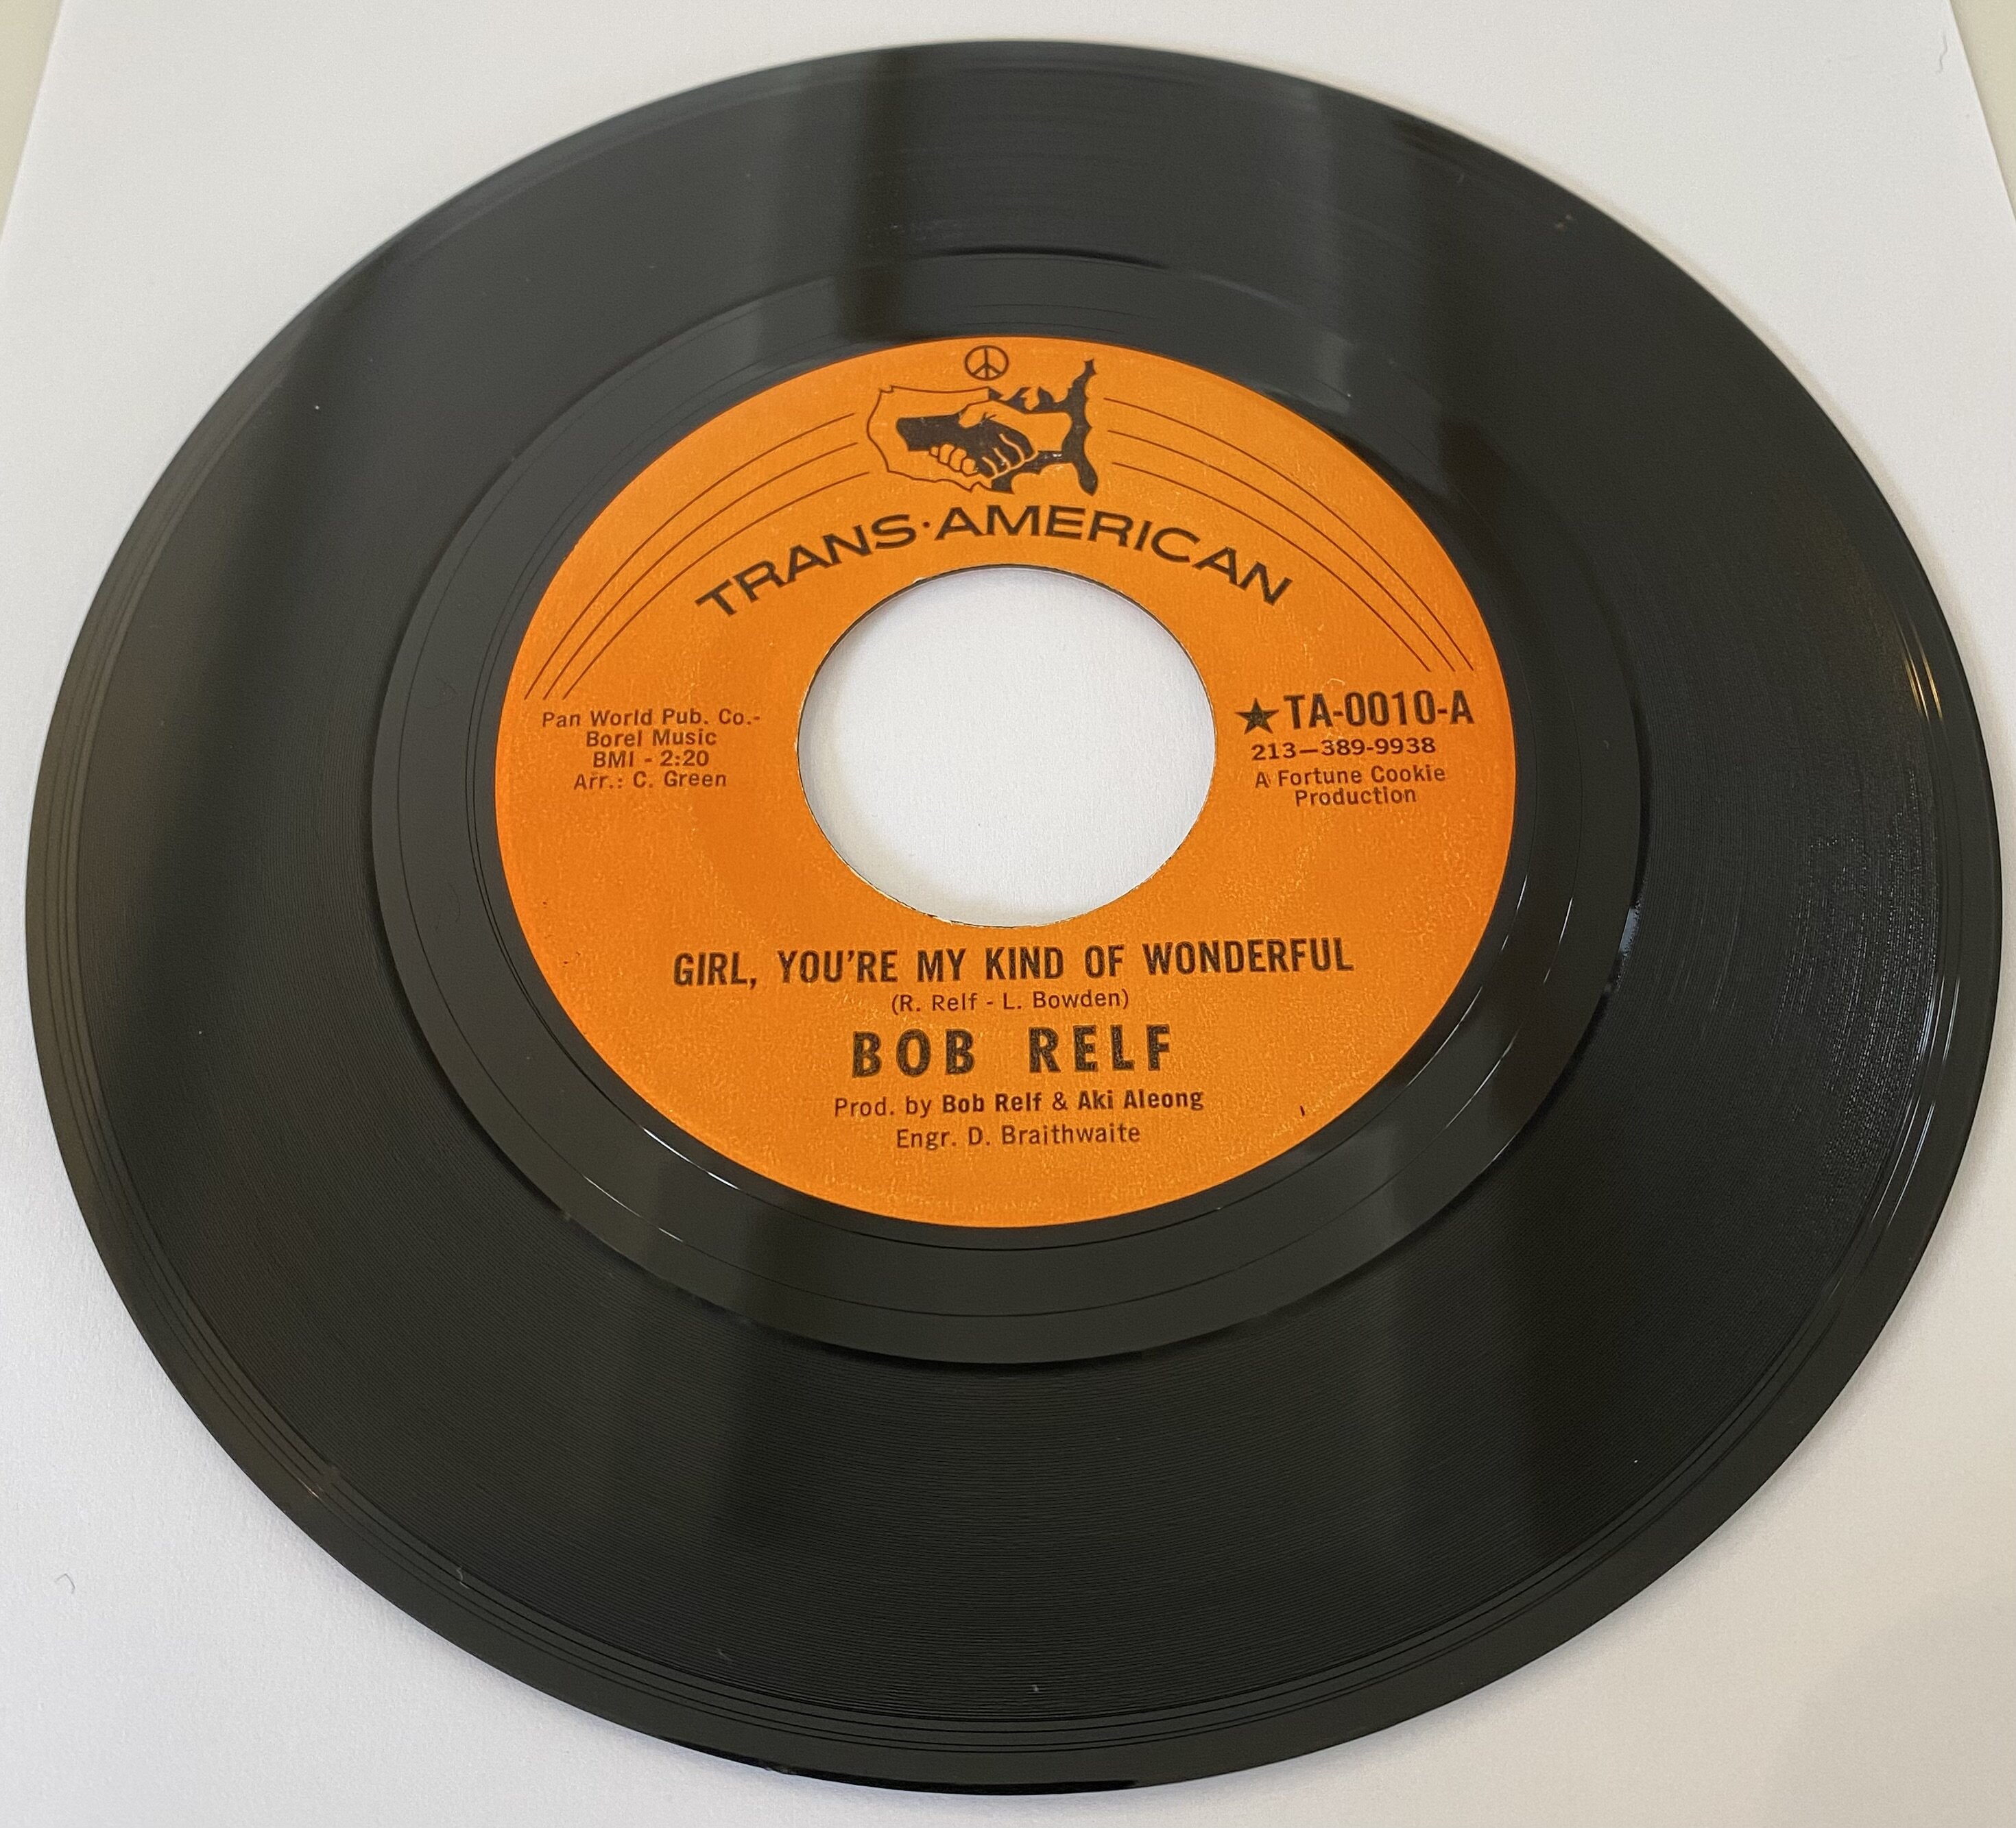 TRANS·AMERICAN
Pan World Pub. Co.-
Borel Music
BMI - 2:20
Arr.: C. Green
★TA-0010-A
213—389-9938
A Fortune Cookie
Production
GIRL, YOU'RE MY KIND OF WONDERFUL
(R. Relf - L. Bowden)
BOB RELF
Prod. by Bob Relf & Aki Aleong
Engr. D. Braithwaite